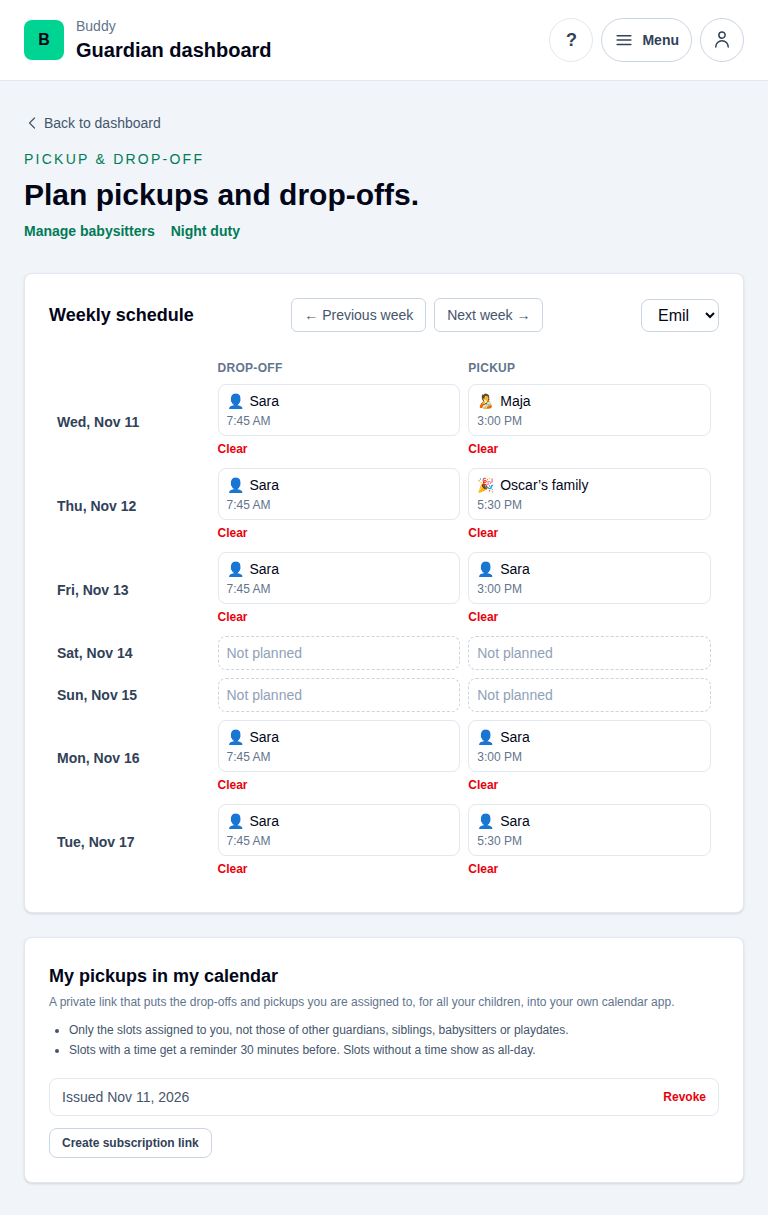 B
Buddy
Guardian dashboard
?
Menu
Back to dashboard
PICKUP & DROP-OFF
Plan pickups and drop-offs.
Manage babysitters Night duty
Weekly schedule
← Previous week
Next week →
Emil
DROP-OFF PICKUP
Wed, Nov 11
Sara
7:45 AM
Clear
Maja
3:00 PM
Clear
Thu, Nov 12
Sara
7:45 AM
Clear
Oscar’s family
5:30 PM
Clear
Fri, Nov 13
Sara
7:45 AM
Clear
Sara
3:00 PM
Clear
Sat, Nov 14
Not planned
Not planned
Sun, Nov 15
Not planned
Not planned
Mon, Nov 16
Sara
7:45 AM
Clear
Sara
3:00 PM
Clear
Tue, Nov 17
Sara
7:45 AM
Clear
Sara
5:30 PM
Clear
My pickups in my calendar
A private link that puts the drop-offs and pickups you are assigned to, for all your children, into your own calendar app.
• Only the slots assigned to you, not those of other guardians, siblings, babysitters or playdates.
• Slots with a time get a reminder 30 minutes before. Slots without a time show as all-day.
Issued Nov 11, 2026
Revoke
Create subscription link